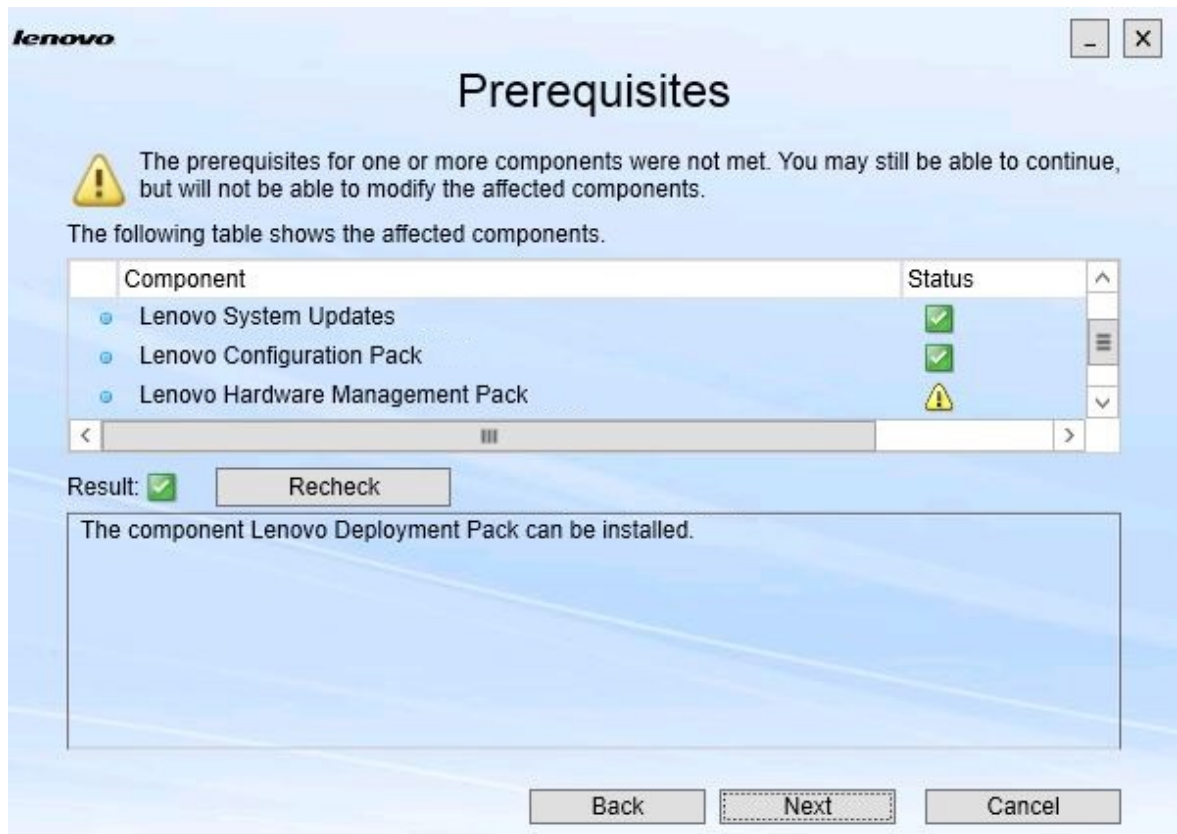 lenovo
Prerequisites
The prerequisites for one or more components were not met. You may still be able to continue,
but will not be able to modify the affected components.
The following table shows the affected components.
Component Status
Lenovo System Updates
Lenovo Configuration Pack
Lenovo Hardware Management Pack
Result: Recheck
The component Lenovo Deployment Pack can be installed.
Back Next Cancel